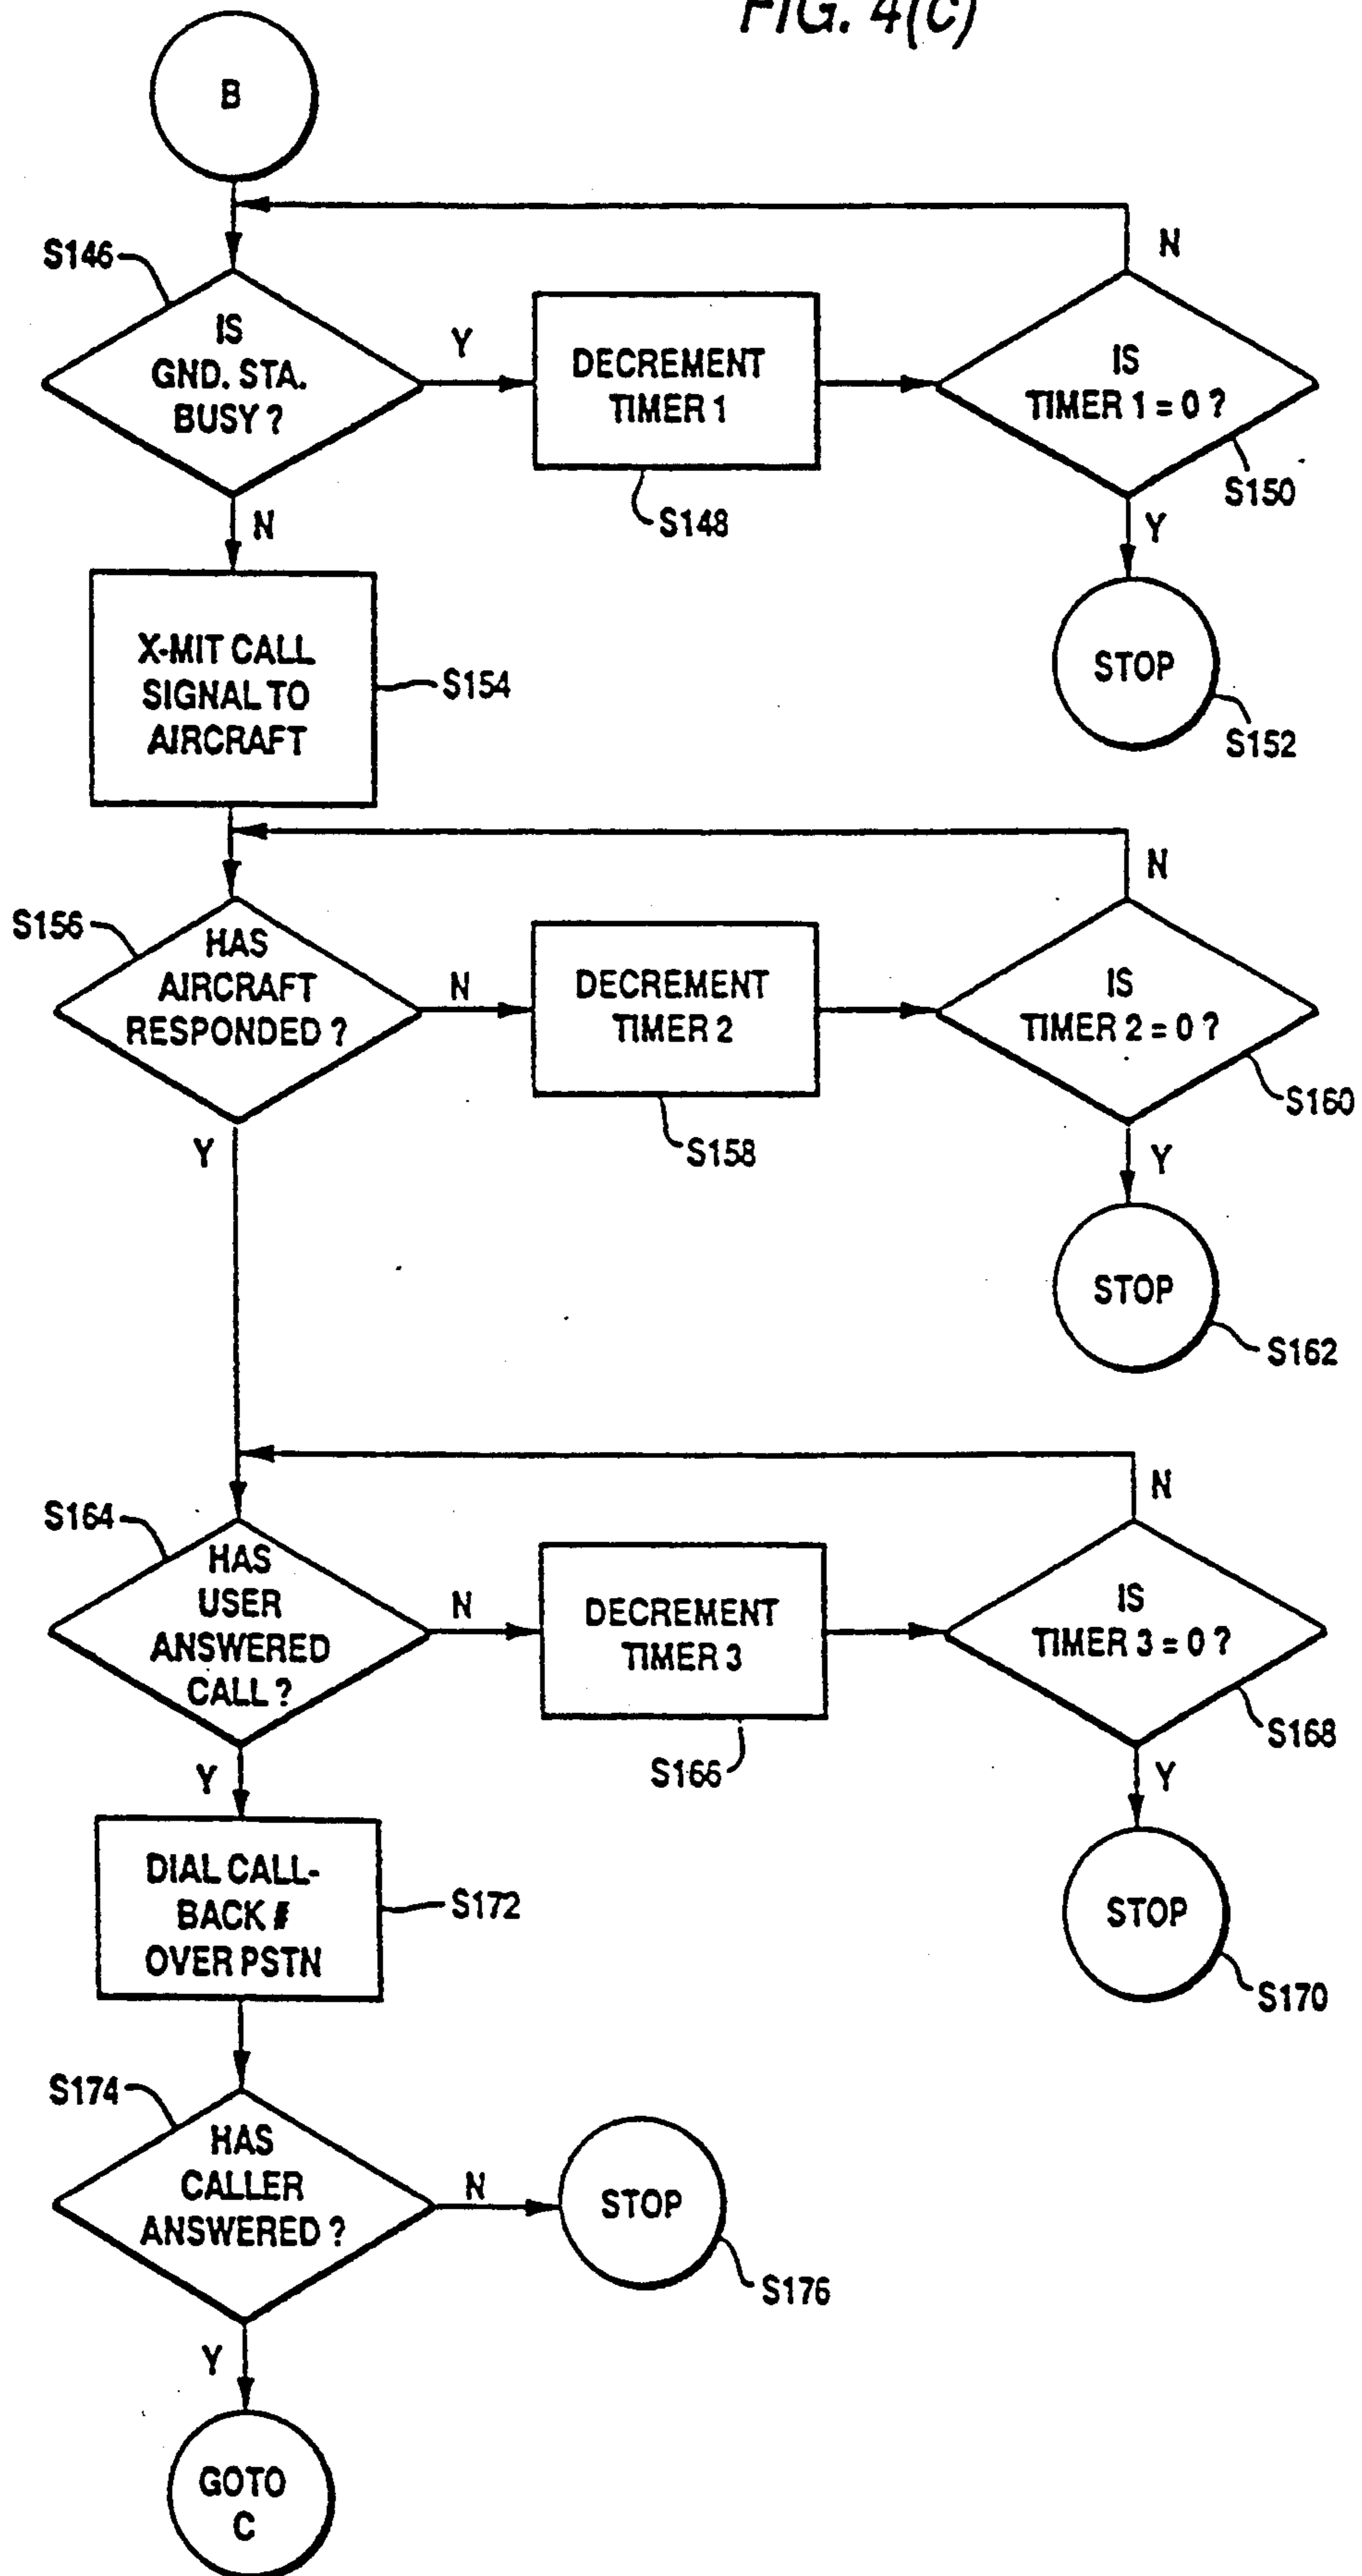 FIG. 4(c)
B
N
S146
IS
GND. STA.
BUSY ?
Y
DECREMENT
TIMER 1
IS
TIMER 1 = 0 ?
S150
S148
N
Y
X-MIT CALL
SIGNAL TO
AIRCRAFT
S154
STOP
S152
N
S156
HAS
AIRCRAFT
RESPONDED ?
N
DECREMENT
TIMER 2
IS
TIMER 2 = 0 ?
S160
S158
Y
Y
STOP
S162
N
S164
HAS
USER
ANSWERED
CALL ?
N
DECREMENT
TIMER 3
IS
TIMER 3 = 0 ?
S168
S166
Y
Y
DIAL CALL-
BACK #
OVER PSTN
S172
STOP
S170
S174
HAS
CALLER
ANSWERED ?
N
STOP
S176
Y
GOTO
C